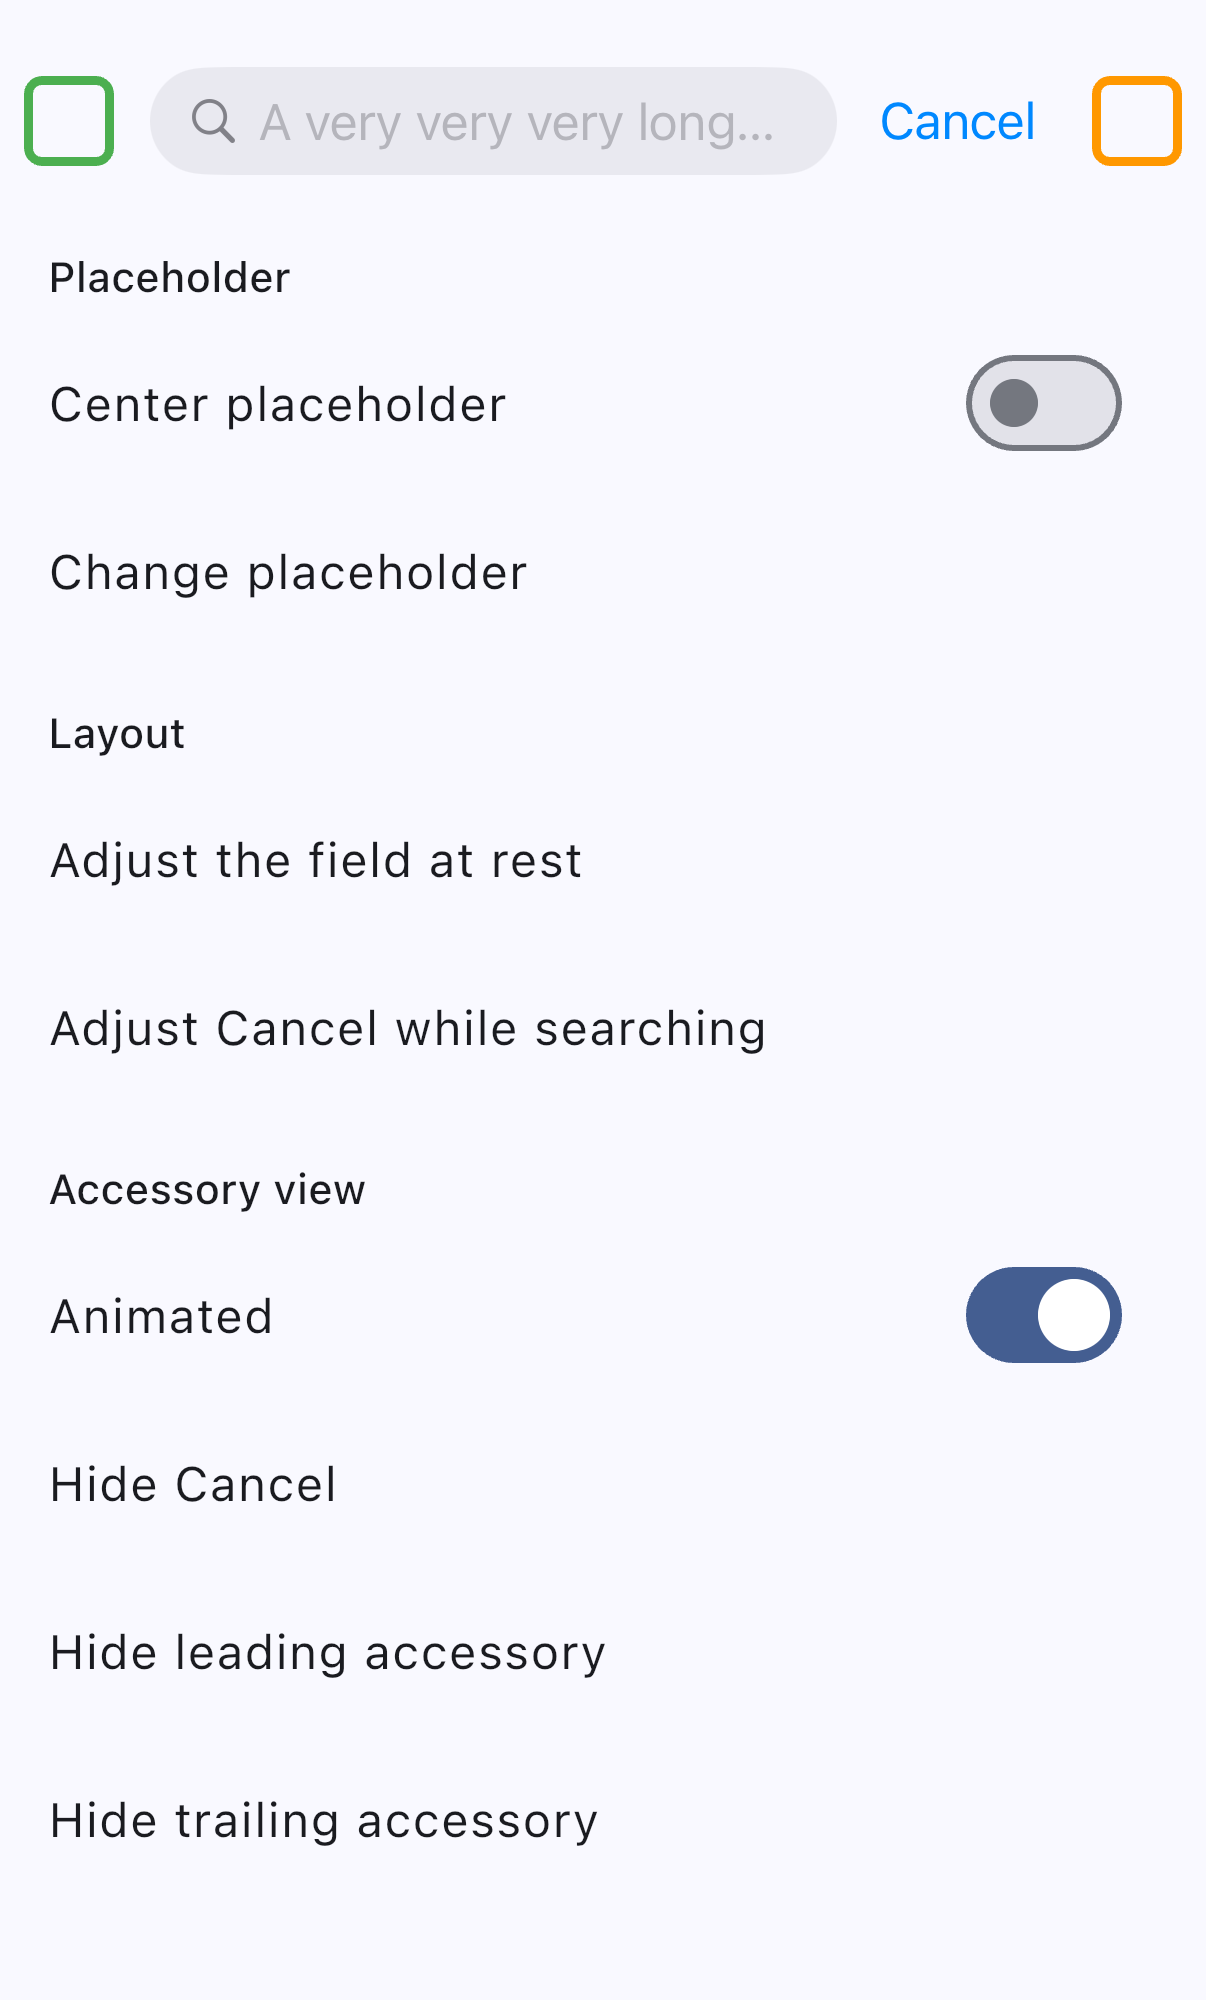 A very very very long...
Cancel
Placeholder
Center placeholder
Change placeholder
Layout
Adjust the field at rest
Adjust Cancel while searching
Accessory view
Animated
Hide Cancel
Hide leading accessory
Hide trailing accessory